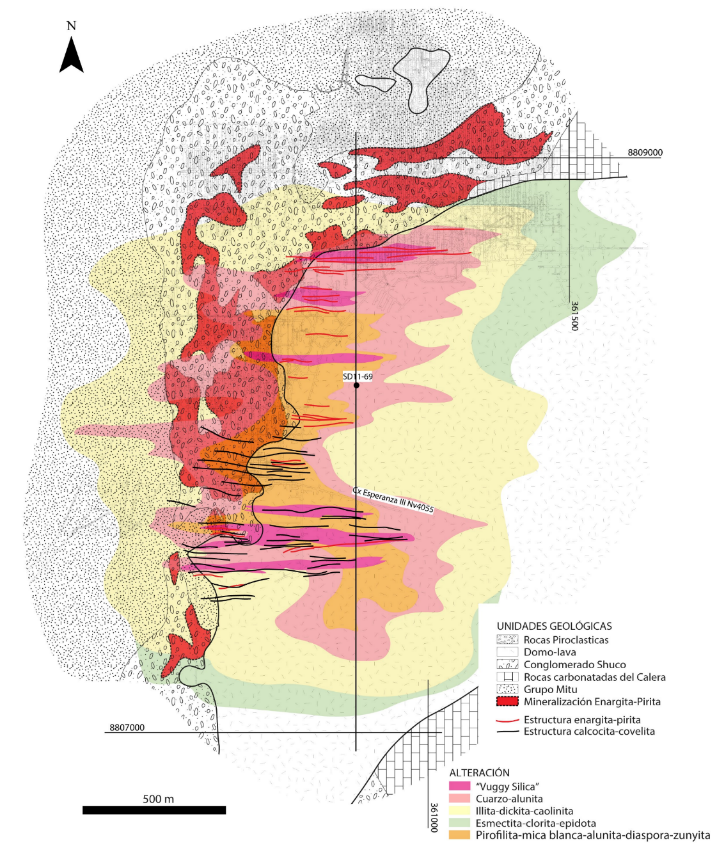 N
8809000
361500
SD11-69
Cx Esperanza III Nv4055
UNIDADES GEOLÓGICAS
Rocas Piroclasticas
Domo-lava
Conglomerado Shuco
Rocas carbonatadas del Calera
Grupo Mitu
Mineralización Enargita-Pirita
Estructura enargita-pirita
Estructura calcocita-covelita
8807000
361000
500 m
ALTERACIÓN
"Vuggy Silica"
Cuarzo-alunita
Illita-dickita-caolinita
Esmectita-clorita-epidota
Pirofilita-mica blanca-alunita-diaspora-zunyita